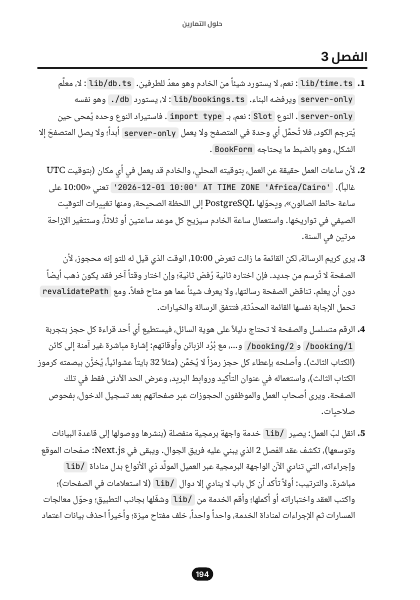 حلول التمارين
الفصل 3
1. lib/time.ts : نعم، لا يستورد شيئاً من الخادم وهو معدّ للطرفين. lib/db.ts : لا، معلَّم
server-only ويرفضه البناء. lib/bookings.ts : لا، يستورد ./db وهو نفسه
server-only . النوع Slot : نعم، بـ import type . فاستيراد النوع وحده يُمحى حين
يُترجم الكود، فلا تُحمَّل أي وحدة في المتصفح ولا يعمل server-only أبداً؛ ولا يصل المتصفح إلا
الشكل، وهو بالضبط ما يحتاجه BookForm .
2. لأن ساعات العمل حقيقة عن العمل، بتوقيته المحلي، والخادم قد يعمل في أي مكان (بتوقيت UTC
غالباً). '2026-12-01 10:00' AT TIME ZONE 'Africa/Cairo' تعني «10:00 على
ساعة حائط الصالون»، ويحوّلها PostgreSQL إلى اللحظة الصحيحة، ومنها تغييرات التوقيت
الصيفي في تواريخها. واستعمال ساعة الخادم سيزيح كل موعد ساعتين أو ثلاثاً، وستتغير الإزاحة
مرتين في السنة.
3. يرى كريم الرسالة، لكن القائمة ما زالت تعرض 10:00، الوقت الذي قيل له للتو إنه محجوز، لأن
الصفحة لا تُرسم من جديد. فإن اختاره ثانية رُفض ثانية؛ وإن اختار وقتاً آخر فقد يكون ذهب أيضاً
دون أن يعلم. تناقض الصفحة رسالتها، ولا يعرف شيئاً عما هو متاح فعلاً. ومع revalidatePath
تحمل الإجابة نفسها القائمة المحدّثة، فتتفق الرسالة والخيارات.
4. الرقم متسلسل والصفحة لا تحتاج دليلاً على هوية السائل، فيستطيع أي أحد قراءة كل حجز بتجربة
/booking/1 و /booking/2 و…، مع بُرُد الزبائن وأوقاتهم: إشارة مباشرة غير آمنة إلى كائن
(الكتاب الثالث). وأصلحه بإعطاء كل حجز رمزاً لا يُخمَّن (مثلاً 32 بايتاً عشوائياً، يُخزَّن ببصمته كرموز
الكتاب الثالث)، واستعماله في عنوان التأكيد وروابط البريد، وعرض الحد الأدنى فقط في تلك
الصفحة. ويرى أصحاب العمل والموظفون الحجوزات عبر صفحاتهم بعد تسجيل الدخول، بفحوص
صلاحيات.
5. انقل لبّ العمل: يصير lib/ خدمة واجهة برمجية منفصلة (بنشرها ووصولها إلى قاعدة البيانات
وتوسعها)، تكشف عقد الفصل 2 الذي يبني عليه فريق الجوال. ويبقى في Next.js: صفحات الموقع
وإجراءاته، التي تنادي الآن الواجهة البرمجية عبر العميل المولَّد ذي الأنواع بدل مناداة lib/
مباشرة. والترتيب: أولاً تأكد أن كل باب لا ينادي إلا دوال lib/ (لا استعلامات في الصفحات)؛
واكتب العقد واختباراته أو أكملها؛ وأقم الخدمة من lib/ وشغّلها بجانب التطبيق؛ وحوّل معالجات
المسارات ثم الإجراءات لمناداة الخدمة، واحداً واحداً، خلف مفتاح ميزة؛ وأخيراً احذف بيانات اعتماد
194